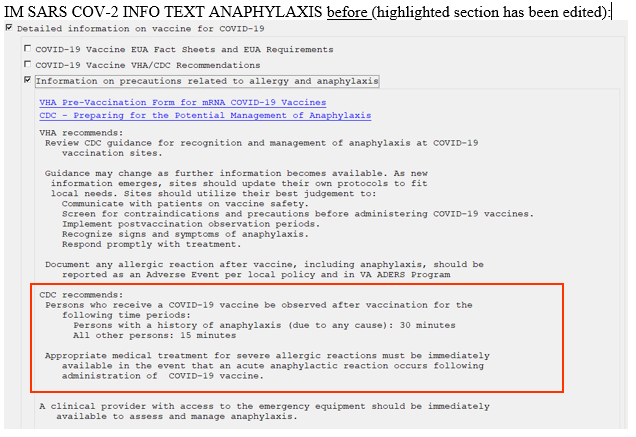 IM SARS COV-2 INFO TEXT ANAPHYLAXIS before (highlighted section has been edited):
Detailed information on vaccine for COVID-19
COVID-19 Vaccine EUA Fact Sheets and EUA Requirements
COVID-19 Vaccine VHA/CDC Recommendations
Information on precautions related to allergy and anaphylaxis
VHA Pre-Vaccination Form for mRNA COVID-19 Vaccines
CDC - Preparing for the Potential Management of Anaphylaxis
VHA recommends:
Review CDC guidance for recognition and management of anaphylaxis at COVID-19
vaccination sites.
Guidance may change as further information becomes available. As new
information emerges, sites should update their own protocols to fit
local needs. Sites should utilize their best judgement to:
Communicate with patients on vaccine safety.
Screen for contraindications and precautions before administering COVID-19 vaccines.
Implement postvaccination observation periods.
Recognize signs and symptoms of anaphylaxis.
Respond promptly with treatment.
Document any allergic reaction after vaccine, including anaphylaxis, should be
reported as an Adverse Event per local policy and in VA ADERS Program
CDC recommends:
Persons who receive a COVID-19 vaccine be observed after vaccination for the
following time periods:
Persons with a history of anaphylaxis (due to any cause): 30 minutes
All other persons: 15 minutes
Appropriate medical treatment for severe allergic reactions must be immediately
available in the event that an acute anaphylactic reaction occurs following
administration of COVID-19 vaccine.
A clinical provider with access to the emergency equipment should be immediately
available to assess and manage anaphylaxis.